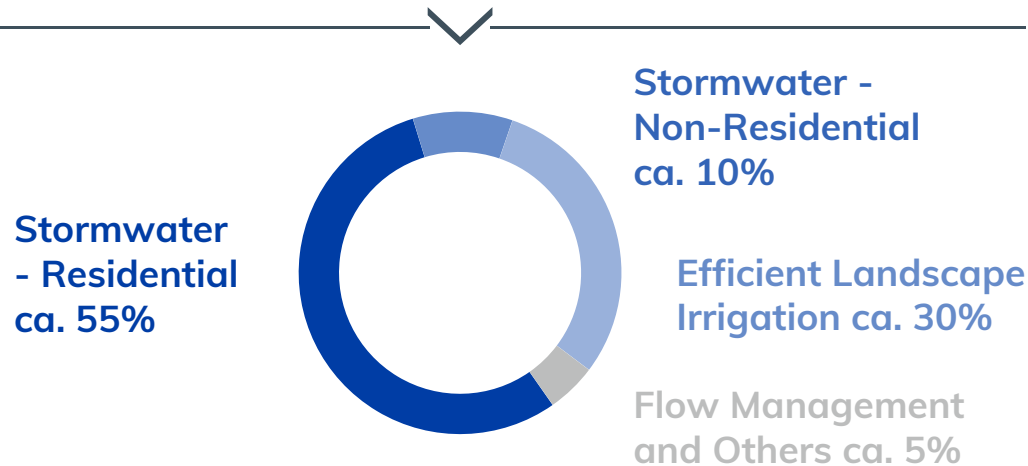 Stormwater -
Non-Residential
ca. 10%
Stormwater
- Residential
ca. 55%
Efficient Landscape
Irrigation ca. 30%
Flow Management
and Others ca. 5%